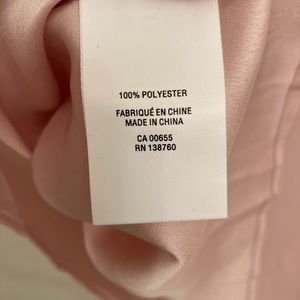 100% POLYESTER
FABRIQUÉ EN CHINE
MADE IN CHINA
CA 00655
RN 138760